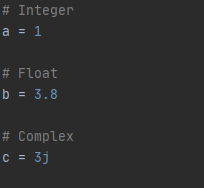 # Integer
a = 1
# Float
b = 3.8
# Complex
c = 3j